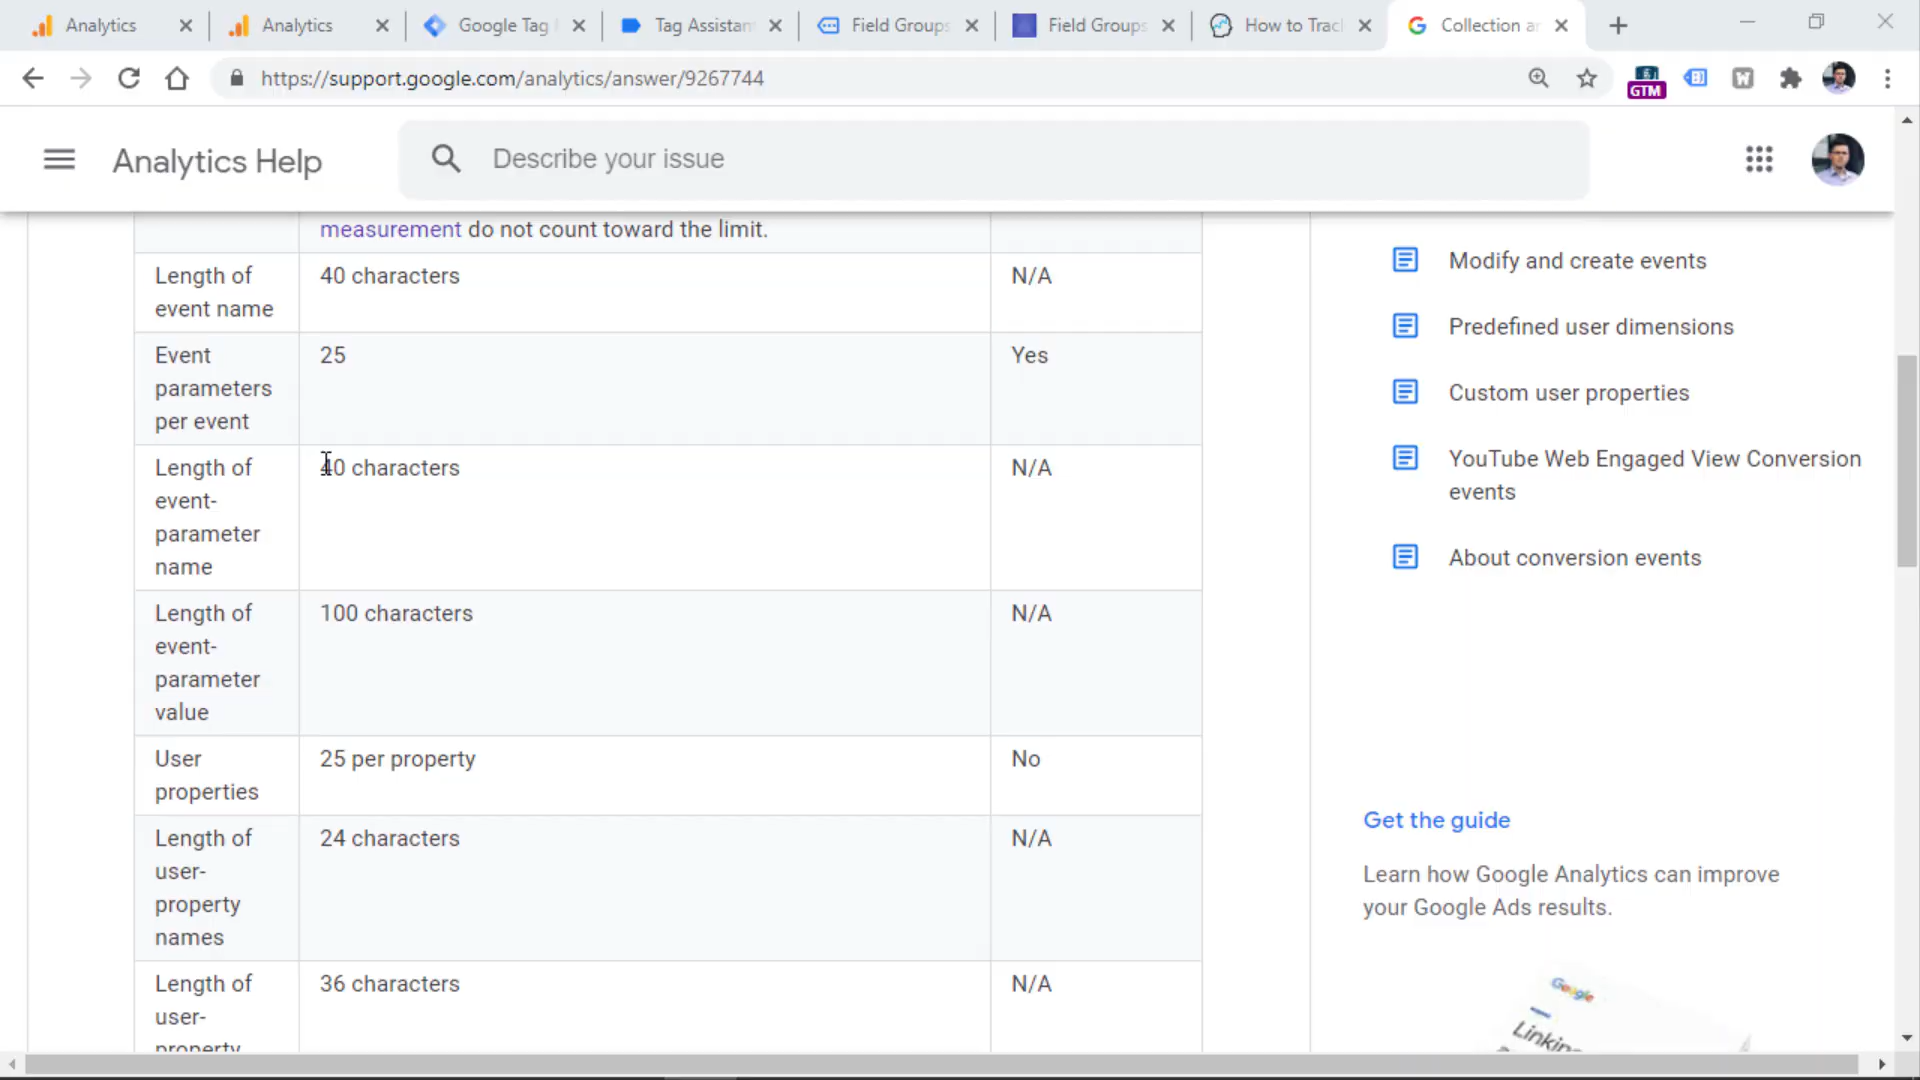 Analytics
Analytics
Google Tag
Tag Assistan
Field Groups
Field Groups
How to Trac
Collection a
https://support.google.com/analytics/answer/9267744
GTM
W
Analytics Help
Describe your issue
measurement do not count toward the limit.
Length of
event name
40 characters
N/A
Event
parameters
per event
25
Yes
Length of
event-
parameter
name
40 characters
N/A
Length of
event-
parameter
value
100 characters
N/A
User
properties
25 per property
No
Length of
user-
property
names
24 characters
N/A
Length of
user-
property
36 characters
N/A
Modify and create events
Predefined user dimensions
Custom user properties
YouTube Web Engaged View Conversion
events
About conversion events
Get the guide
Learn how Google Analytics can improve
your Google Ads results.
Google
Linking